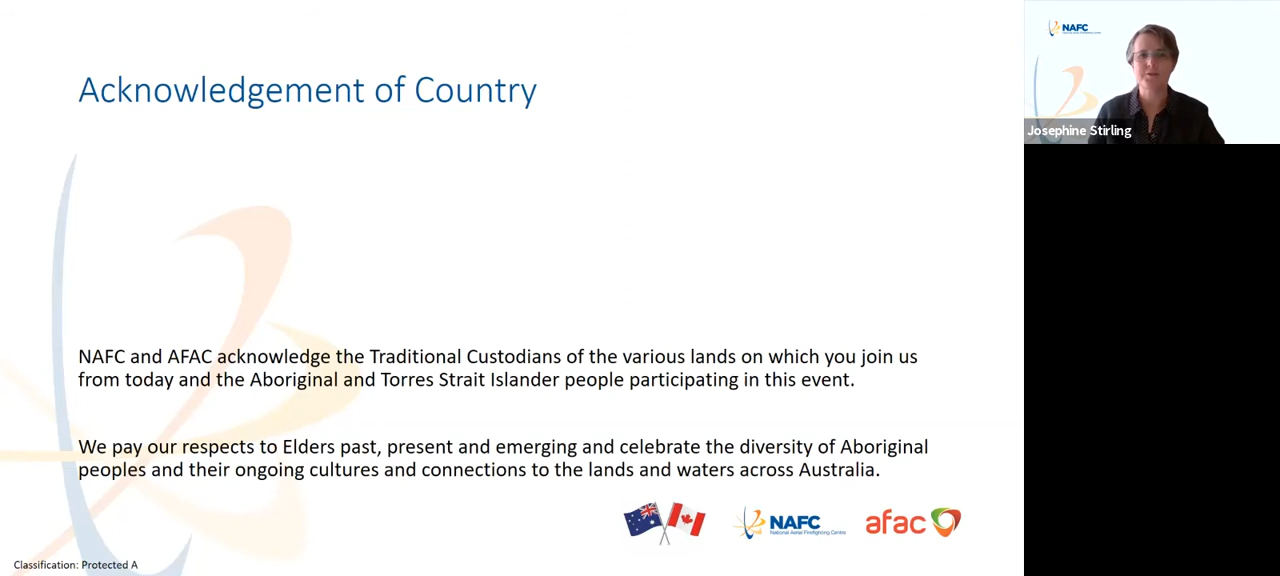 Acknowledgement of Country
NAFC and AFAC acknowledge the Traditional Custodians of the various lands on which you join us
from today and the Aboriginal and Torres Strait Islander people participating in this event.
We pay our respects to Elders past, present and emerging and celebrate the diversity of Aboriginal
peoples and their ongoing cultures and connections to the lands and waters across Australia.
NAFC
National Aerial Firefighting Centre
afac
Classification: Protected A
NAFC
Josephine Stirling